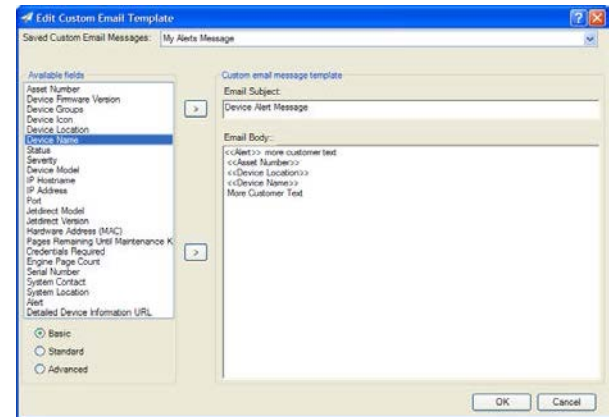 Edit Custom Email Template
Saved Custom Email Messages: My Alerts Message
Available fields
Asset Number
Device Firmware Version
Device Groups
Device Icon
Device Location
Device Name
Status
Severity
Device Model
IP Hostname
IP Address
Port
Jetdirect Model
Jetdirect Version
Hardware Address (MAC)
Pages Remaining Until Maintenance K
Credentials Required
Engine Page Count
Serial Number
System Contact
System Location
Alert
Detailed Device Information URL
Basic
Standard
Advanced
>
>
Custom email message template
Email Subject:
Device Alert Message
Email Body:
<<Alert>> more customer text
<<Asset Number>>
<<Device Location>>
<<Device Name>>
More Customer Text
OK Cancel